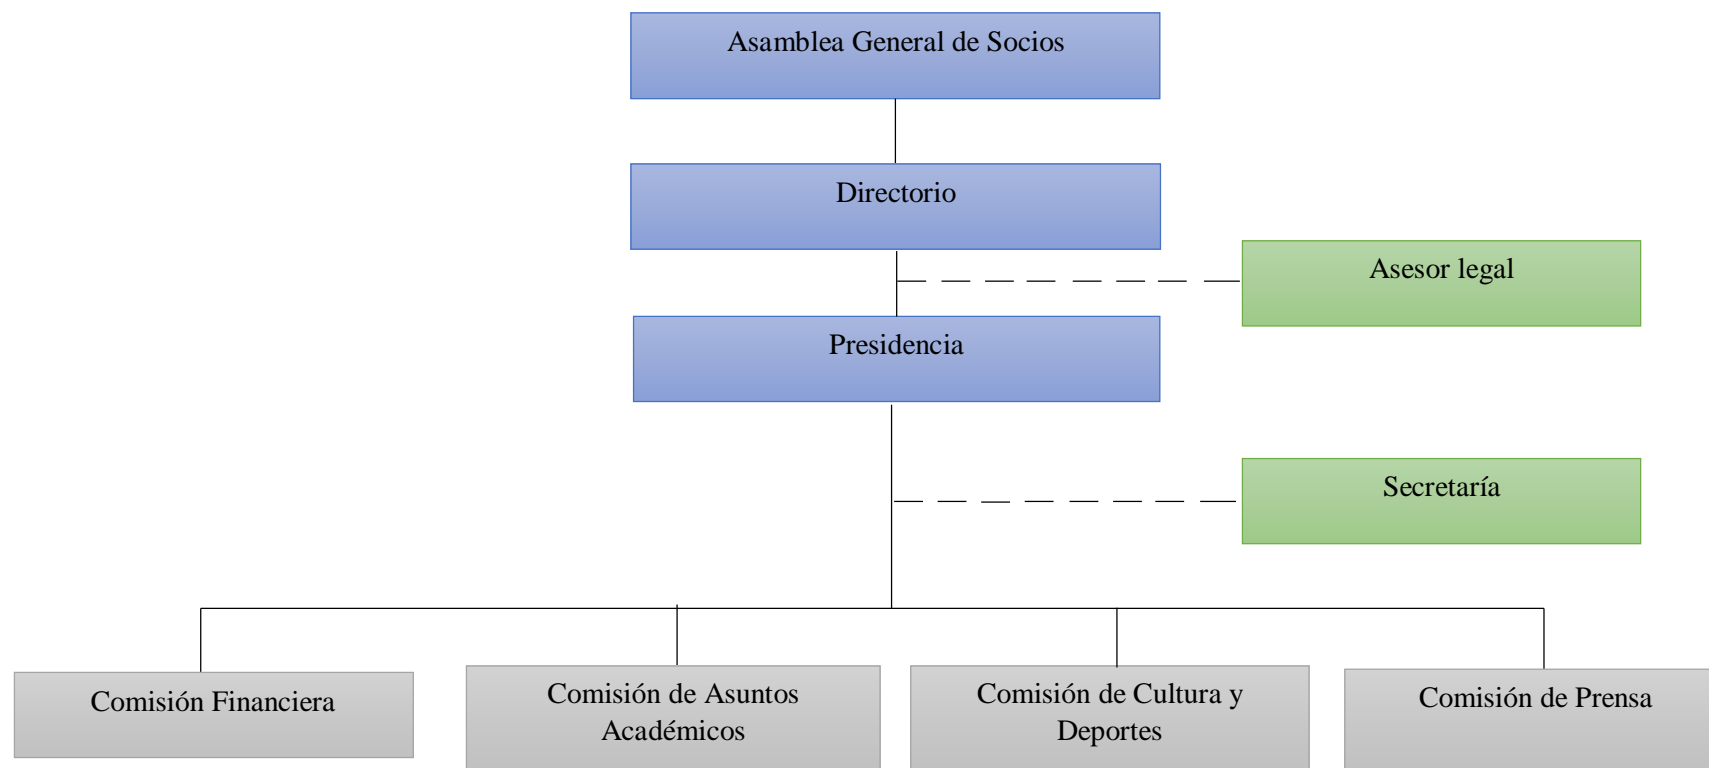 Asamblea General de Socios
Directorio
Asesor legal
Presidencia
Secretaría
Comisión Financiera
Comisión de Asuntos
Académicos
Comisión de Cultura y
Deportes
Comisión de Prensa